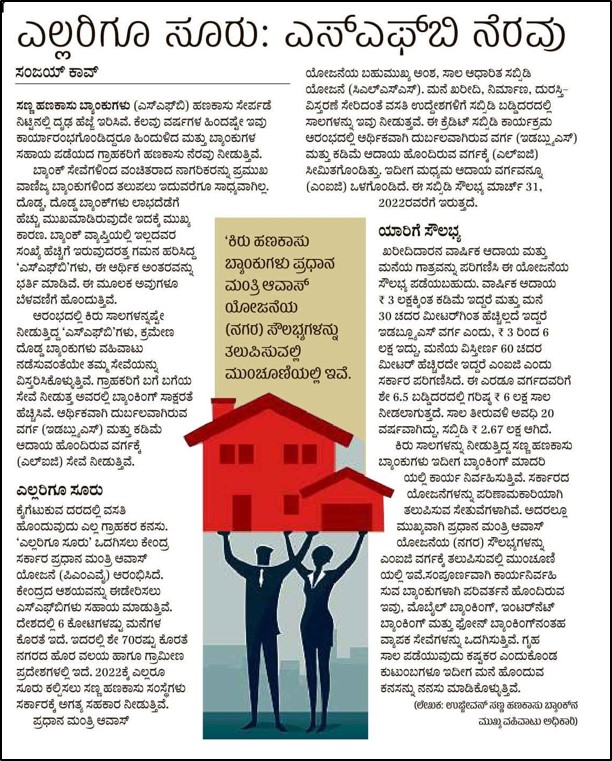 ಎಲ್ಲರಿಗೂ ಸೂರು: ಎಸ್‌ಎಫ್‌ಬಿ ನೆರವು
ಸಂಜಯ್ ಕಾವ್
ಸಣ್ಣ ಹಣಕಾಸು ಬ್ಯಾಂಕುಗಳು (ಎಸ್‌ಎಫ್‌ಬಿ) ಹಣಕಾಸು ಸೇರ್ಪಡೆ
ನಿಟ್ಟಿನಲ್ಲಿ ದೃಢ ಹೆಜ್ಜೆ ಇರಿಸಿವೆ. ಕೆಲವು ವರ್ಷಗಳ ಹಿಂದಷ್ಟೇ ಇವು
ಕಾರ್ಯಾರಂಭಗೊಂಡಿದ್ದರೂ ಹಿಂದುಳಿದ ಮತ್ತು ಬ್ಯಾಂಕುಗಳ
ಸಹಾಯ ಪಡೆಯದ ಗ್ರಾಹಕರಿಗೆ ಹಣಕಾಸು ನೆರವು ನೀಡುತ್ತಿವೆ.
ಬ್ಯಾಂಕ್ ಸೇವೆಗಳಿಂದ ವಂಚಿತರಾದ ನಾಗರಿಕರನ್ನು ಪ್ರಮುಖ
ವಾಣಿಜ್ಯ ಬ್ಯಾಂಕುಗಳಿಂದ ತಲುಪಲು ಇದುವರೆಗೂ ಸಾಧ್ಯವಾಗಿಲ್ಲ.
ದೊಡ್ಡ, ದೊಡ್ಡ ಬ್ಯಾಂಕ್‌ಗಳು ಲಾಭದೆಡೆಗೆ
ಹೆಚ್ಚು ಮುಖಮಾಡಿರುವುದೇ ಇದಕ್ಕೆ ಮುಖ್ಯ
ಕಾರಣ. ಬ್ಯಾಂಕ್ ವ್ಯಾಪ್ತಿಯಲ್ಲಿ ಇಲ್ಲದವರ
ಸಂಖ್ಯೆ ಹೆಚ್ಚಿಗೆ ಇರುವುದರತ್ತ ಗಮನ ಹರಿಸಿದ
'ಎಸ್‌ಎಫ್‌ಬಿ'ಗಳು, ಈ ಆರ್ಥಿಕ ಅಂತರವನ್ನು
ಭರ್ತಿ ಮಾಡಿವೆ. ಈ ಮೂಲಕ ಅವುಗಳೂ
ಬೆಳವಣಿಗೆ ಹೊಂದುತ್ತಿವೆ.
ಆರಂಭದಲ್ಲಿ ಕಿರು ಸಾಲಗಳನ್ನಷ್ಟೇ
ನೀಡುತ್ತಿದ್ದ 'ಎಸ್‌ಎಫ್‌ಬಿ'ಗಳು, ಕ್ರಮೇಣ
ದೊಡ್ಡ ಬ್ಯಾಂಕುಗಳು ವಹಿವಾಟು
ನಡೆಸುವಂತೆಯೇ ತಮ್ಮ ಸೇವೆಯನ್ನು
ವಿಸ್ತರಿಸಿಕೊಳ್ಳುತ್ತಿವೆ. ಗ್ರಾಹಕರಿಗೆ ಬಗೆ ಬಗೆಯ
ಸೇವೆ ನೀಡುತ್ತ ಅವರಲ್ಲಿ ಬ್ಯಾಂಕಿಂಗ್ ಸಾಕ್ಷರತೆ
ಹೆಚ್ಚಿಸಿವೆ. ಆರ್ಥಿಕವಾಗಿ ದುರ್ಬಲವಾಗಿರುವ
ವರ್ಗ (ಇಡಬ್ಲ್ಯುಎಸ್) ಮತ್ತು ಕಡಿಮೆ
ಆದಾಯ ಹೊಂದಿರುವ ವರ್ಗಕ್ಕೆ
(ಎಲ್‌ಐಜಿ) ಸೇವೆ ನೀಡುತ್ತಿವೆ.
ಎಲ್ಲರಿಗೂ ಸೂರು
ಕೈಗೆಟುಕುವ ದರದಲ್ಲಿ ವಸತಿ
ಹೊಂದುವುದು ಎಲ್ಲ ಗ್ರಾಹಕರ ಕನಸು.
'ಎಲ್ಲರಿಗೂ ಸೂರು' ಒದಗಿಸಲು ಕೇಂದ್ರ
ಸರ್ಕಾರ ಪ್ರಧಾನ ಮಂತ್ರಿ ಆವಾಸ್
ಯೋಜನೆ (ಪಿಎಂಎವೈ) ಆರಂಭಿಸಿದೆ.
ಕೇಂದ್ರದ ಆಶಯವನ್ನು ಈಡೇರಿಸಲು
ಎಸ್‌ಎಫ್‌ಬಿಗಳು ಸಹಾಯ ಮಾಡುತ್ತಿವೆ.
ದೇಶದಲ್ಲಿ 6 ಕೋಟಿಗಳಷ್ಟು ಮನೆಗಳ
ಕೊರತೆ ಇದೆ. ಇದರಲ್ಲಿ ಶೇ 70ರಷ್ಟು ಕೊರತೆ
ನಗರದ ಹೊರ ವಲಯ ಹಾಗೂ ಗ್ರಾಮೀಣ
ಪ್ರದೇಶಗಳಲ್ಲಿ ಇದೆ. 2022ಕ್ಕೆ ಎಲ್ಲರೂ
ಸೂರು ಕಲ್ಪಿಸಲು ಸಣ್ಣ ಹಣಕಾಸು ಸಂಸ್ಥೆಗಳು
ಸರ್ಕಾರಕ್ಕೆ ಅಗತ್ಯ ಸಹಕಾರ ನೀಡುತ್ತಿವೆ.
ಪ್ರಧಾನ ಮಂತ್ರಿ ಆವಾಸ್
'ಕಿರು ಹಣಕಾಸು
ಬ್ಯಾಂಕುಗಳು ಪ್ರಧಾನ
ಮಂತ್ರಿ ಆವಾಸ್
ಯೋಜನೆಯ
(ನಗರ) ಸೌಲಭ್ಯಗಳನ್ನು
ತಲುಪಿಸುವಲ್ಲಿ
ಮುಂಚೂಣಿಯಲ್ಲಿ ಇವೆ.
ಯೋಜನೆಯ ಬಹುಮುಖ್ಯ ಅಂಶ, ಸಾಲ ಆಧಾರಿತ ಸಬ್ಸಿಡಿ
ಯೋಜನೆ (ಸಿಎಲ್‌ಎಸ್‌ಎಸ್). ಮನೆ ಖರೀದಿ, ನಿರ್ಮಾಣ, ದುರಸ್ತಿ–
ವಿಸ್ತರಣೆ ಸೇರಿದಂತೆ ವಸತಿ ಉದ್ದೇಶಗಳಿಗೆ ಸಬ್ಸಿಡಿ ಬಡ್ಡಿದರದಲ್ಲಿ
ಸಾಲಗಳನ್ನು ಇವು ನೀಡುತ್ತವೆ. ಈ ಕ್ರೆಡಿಟ್ ಸಬ್ಸಿಡಿ ಕಾರ್ಯಕ್ರಮ
ಆರಂಭದಲ್ಲಿ ಆರ್ಥಿಕವಾಗಿ ದುರ್ಬಲವಾಗಿರುವ ವರ್ಗ (ಇಡಬ್ಲ್ಯುಎಸ್)
ಮತ್ತು ಕಡಿಮೆ ಆದಾಯ ಹೊಂದಿರುವ ವರ್ಗಕ್ಕೆ (ಎಲ್‌ಐಜಿ)
ಸೀಮಿತಗೊಂಡಿತ್ತು. ಇದೀಗ ಮಧ್ಯಮ ಆದಾಯ ವರ್ಗವನ್ನೂ
(ಎಂಐಜಿ) ಒಳಗೊಂಡಿದೆ. ಈ ಸಬ್ಸಿಡಿ ಸೌಲಭ್ಯ ಮಾರ್ಚ್ 31,
2022ರವರೆಗೆ ಇರುತ್ತದೆ.
ಯಾರಿಗೆ ಸೌಲಭ್ಯ
ಖರೀದಿದಾರನ ವಾರ್ಷಿಕ ಆದಾಯ ಮತ್ತು
ಮನೆಯ ಗಾತ್ರವನ್ನು ಪರಿಗಣಿಸಿ ಈ ಯೋಜನೆಯ
ಸೌಲಭ್ಯ ಪಡೆಯಬಹುದು. ವಾರ್ಷಿಕ ಆದಾಯ
₹ 3 ಲಕ್ಷಕ್ಕಿಂತ ಕಡಿಮೆ ಇದ್ದರೆ ಮತ್ತು ಮನೆ
30 ಚದರ ಮೀಟರ್‌ಗಿಂತ ಹೆಚ್ಚಿಲ್ಲದೆ ಇದ್ದರೆ
ಇಡಬ್ಲ್ಯುಎಸ್ ವರ್ಗ ಎಂದು, ₹ 3 ರಿಂದ 6
ಲಕ್ಷ ಇದ್ದು, ಮನೆಯ ವಿಸ್ತೀರ್ಣ 60 ಚದರ
ಮೀಟರ್ ಹೆಚ್ಚಿರದೇ ಇದ್ದರೆ ಎಂಐಜಿ ಎಂದು
ಸರ್ಕಾರ ಪರಿಗಣಿಸಿದೆ. ಈ ಎರಡೂ ವರ್ಗದವರಿಗೆ
ಶೇ 6.5 ಬಡ್ಡಿದರದಲ್ಲಿ ಗರಿಷ್ಠ ₹ 6 ಲಕ್ಷ ಸಾಲ
ನೀಡಲಾಗುತ್ತದೆ. ಸಾಲ ತೀರುವಳಿ ಅವಧಿ 20
ವರ್ಷವಾಗಿದ್ದು, ಸಬ್ಸಿಡಿ ₹ 2.67 ಲಕ್ಷ ಆಗಿದೆ.
ಕಿರು ಸಾಲಗಳನ್ನು ನೀಡುತ್ತಿದ್ದ ಸಣ್ಣ ಹಣಕಾಸು
ಬ್ಯಾಂಕುಗಳು ಇದೀಗ ಬ್ಯಾಂಕಿಂಗ್ ಮಾದರಿ
ಯಲ್ಲಿ ಕಾರ್ಯ ನಿರ್ವಹಿಸುತ್ತಿವೆ. ಸರ್ಕಾರದ
ಯೋಜನೆಗಳನ್ನು ಪರಿಣಾಮಕಾರಿಯಾಗಿ
ತಲುಪಿಸುವ ಸೇತುವೆಗಳಾಗಿವೆ. ಅದರಲ್ಲೂ
ಮುಖ್ಯವಾಗಿ ಪ್ರಧಾನ ಮಂತ್ರಿ ಆವಾಸ್
ಯೋಜನೆಯ (ನಗರ) ಸೌಲಭ್ಯಗಳನ್ನು
ಎಂಐಜಿ ವರ್ಗಕ್ಕೆ ತಲುಪಿಸುವಲ್ಲಿ ಮುಂಚೂಣಿ
ಯಲ್ಲಿ ಇವೆ.ಸಂಪೂರ್ಣವಾಗಿ ಕಾರ್ಯನಿರ್ವಹಿ
ಸುವ ಬ್ಯಾಂಕುಗಳಾಗಿ ಪರಿವರ್ತನೆ ಹೊಂದಿರುವ
ಇವು, ಮೊಬೈಲ್ ಬ್ಯಾಂಕಿಂಗ್, ಇಂಟರ್‌ನೆಟ್
ಬ್ಯಾಂಕಿಂಗ್ ಮತ್ತು ಫೋನ್ ಬ್ಯಾಂಕಿಂಗ್‌ನಂತಹ
ವ್ಯಾಪಕ ಸೇವೆಗಳನ್ನು ಒದಗಿಸುತ್ತಿವೆ. ಗೃಹ
ಸಾಲ ಪಡೆಯುವುದು ಕಷ್ಟಕರ ಎಂದುಕೊಂಡ
ಕುಟುಂಬಗಳೂ ಇದೀಗ ಮನೆ ಹೊಂದುವ
ಕನಸನ್ನು ನನಸು ಮಾಡಿಕೊಳ್ಳುತ್ತಿವೆ.
(ಲೇಖಕ: ಉಜ್ಜೀವನ್ ಸಣ್ಣ ಹಣಕಾಸು ಬ್ಯಾಂಕ್‌ನ
ಮುಖ್ಯ ವಹಿವಾಟು ಅಧಿಕಾರಿ)